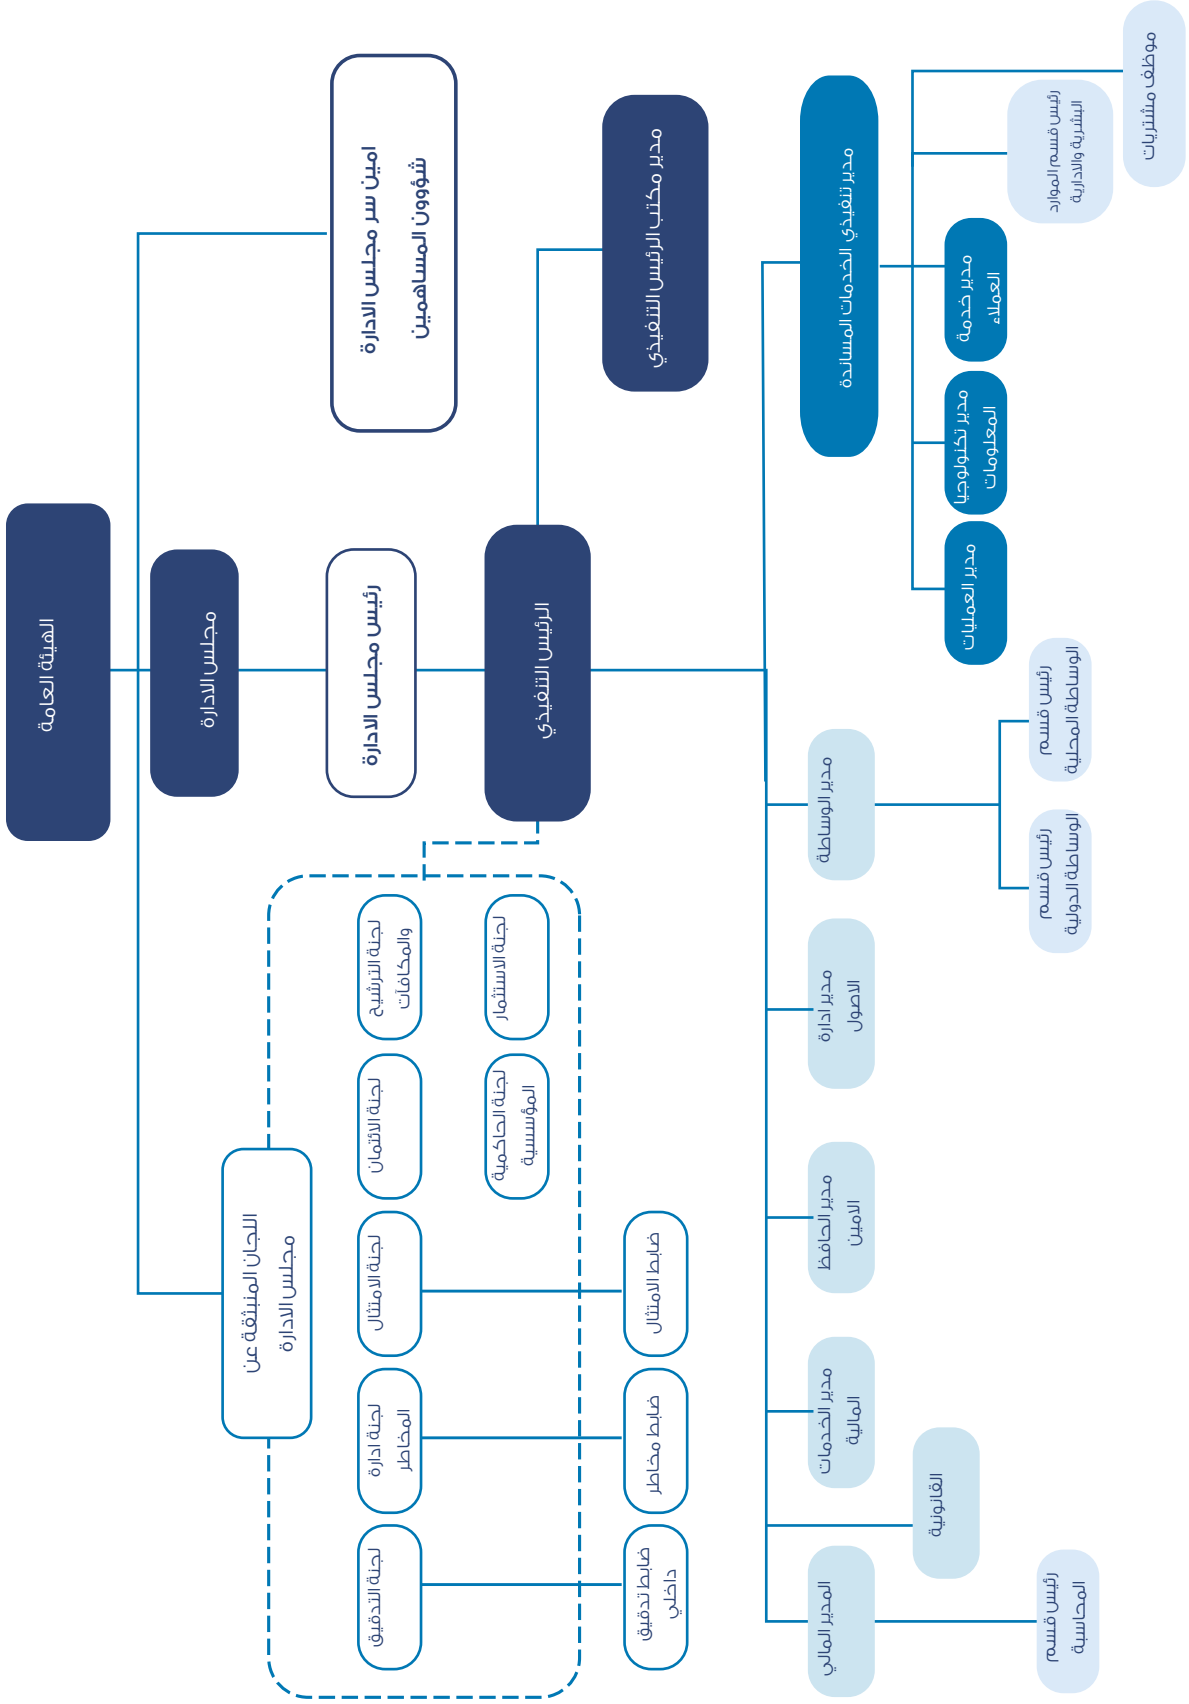 الهيئة العامة
مجلس الادارة
امين سر مجلس الادارة
شؤوون المساهمين
رئيس مجلس الادارة
اللجان المنبثقة عن
مجلس الادارة
الرئيس التنفيذي
مدير مكتب الرئيس التنفيذي
لجنة الترشيح
والمكافآت
لجنة الائتمان
لجنة الامتثال
لجنة ادارة
المخاطر
لجنة التدقيق
لجنة الاستثمار
لجنة الحاكمية
المؤسسية
ضابط الامتثال
ضابط مخاطر
ضابط تدقيق
داخلي
مدير تنفيذي الخدمات المساندة
مدير الوساطة
مدير ادارة
الاصول
مدير الحافظ
الامين
مدير الخدمات
المالية
المدير المالي
القانونية
موظف مشتريات
رئيس قسم الموارد
البشرية والادارية
مدير خدمة
العملاء
مدير تكنولوجيا
المعلومات
مدير العمليات
رئيس قسم
الوساطة المحلية
رئيس قسم
الوساطة الدولية
رئيس قسم
المحاسبة